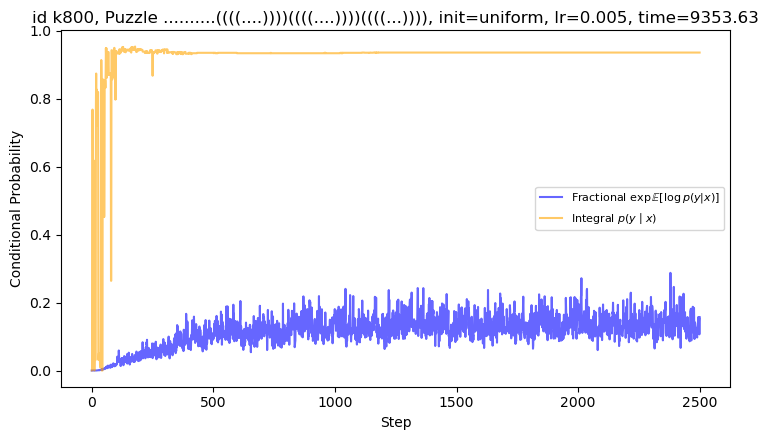 id k800, Puzzle ..........((((....))))((((....))))((((...)))), init=uniform, lr=0.005, time=9353.63
1.0
0.8
0.6
0.4
0.2
0.0
Conditional Probability
Fractional exp𝔼[log p(y|x)]
Integral p(y | x)
0 500 1000 1500 2000 2500
Step